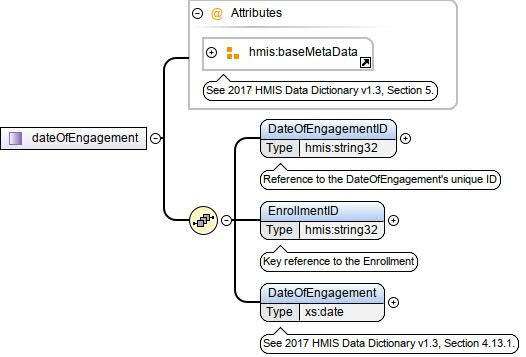 @ Attributes
hmis:baseMetaData
See 2017 HMIS Data Dictionary v1.3, Section 5.
dateOfEngagement
DateOfEngagementID
Type hmis:string32
Reference to the DateOfEngagement's unique ID
EnrollmentID
Type hmis:string32
Key reference to the Enrollment
DateOfEngagement
Type xs:date
See 2017 HMIS Data Dictionary v1.3, Section 4.13.1.